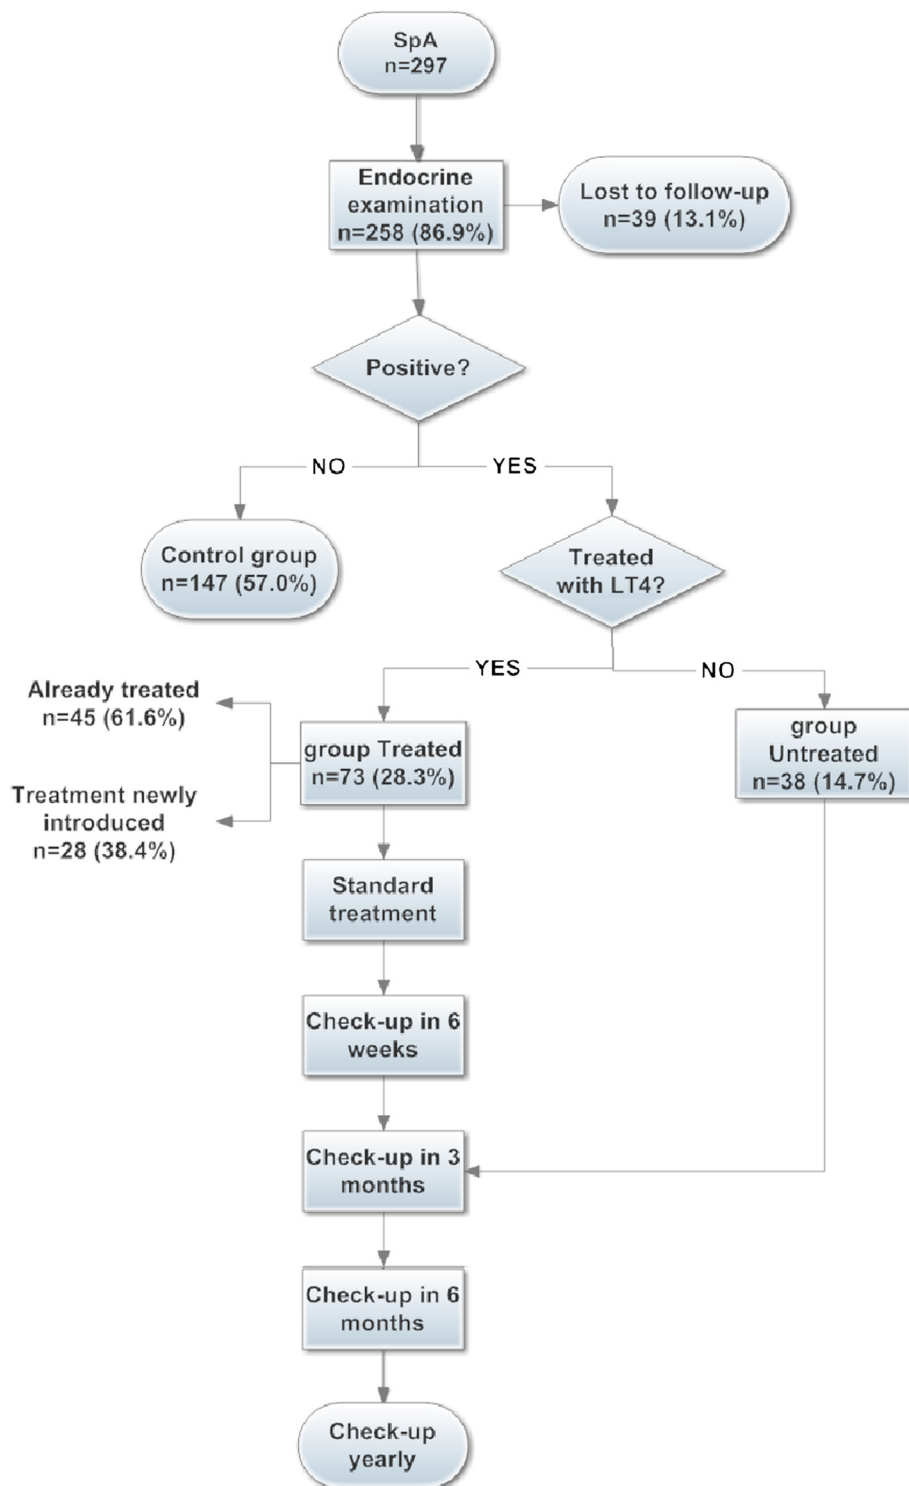 SpA
n=297
Endocrine
examination
n=258 (86.9%)
Lost to follow-up
n=39 (13.1%)
Positive?
NO
YES
Control group
n=147 (57.0%)
Treated
with LT4?
YES
NO
Already treated
n=45 (61.6%)
Treatment newly
introduced
n=28 (38.4%)
group Treated
n=73 (28.3%)
group
Untreated
n=38 (14.7%)
Standard
treatment
Check-up in 6
weeks
Check-up in 3
months
Check-up in 6
months
Check-up
yearly